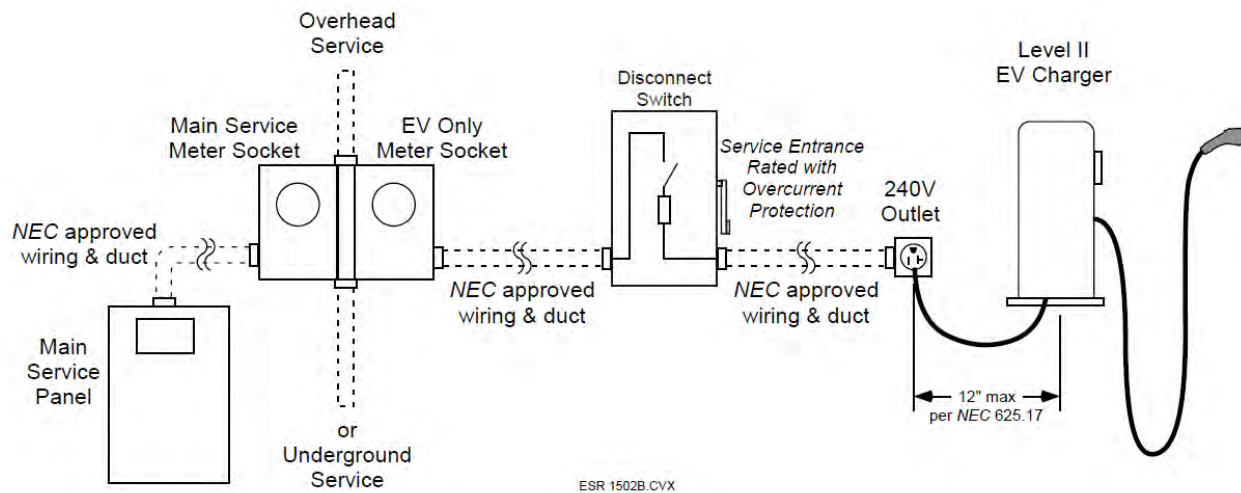 Overhead
Service
Main Service
Meter Socket
EV Only
Meter Socket
Disconnect
Switch
Service Entrance
Rated with
Overcurrent
Protection
240V
Outlet
Level II
EV Charger
NEC approved
wiring & duct
NEC approved
wiring & duct
NEC approved
wiring & duct
Main
Service
Panel
12" max
per NEC 625.17
or
Underground
Service
ESR 1502B.CVX